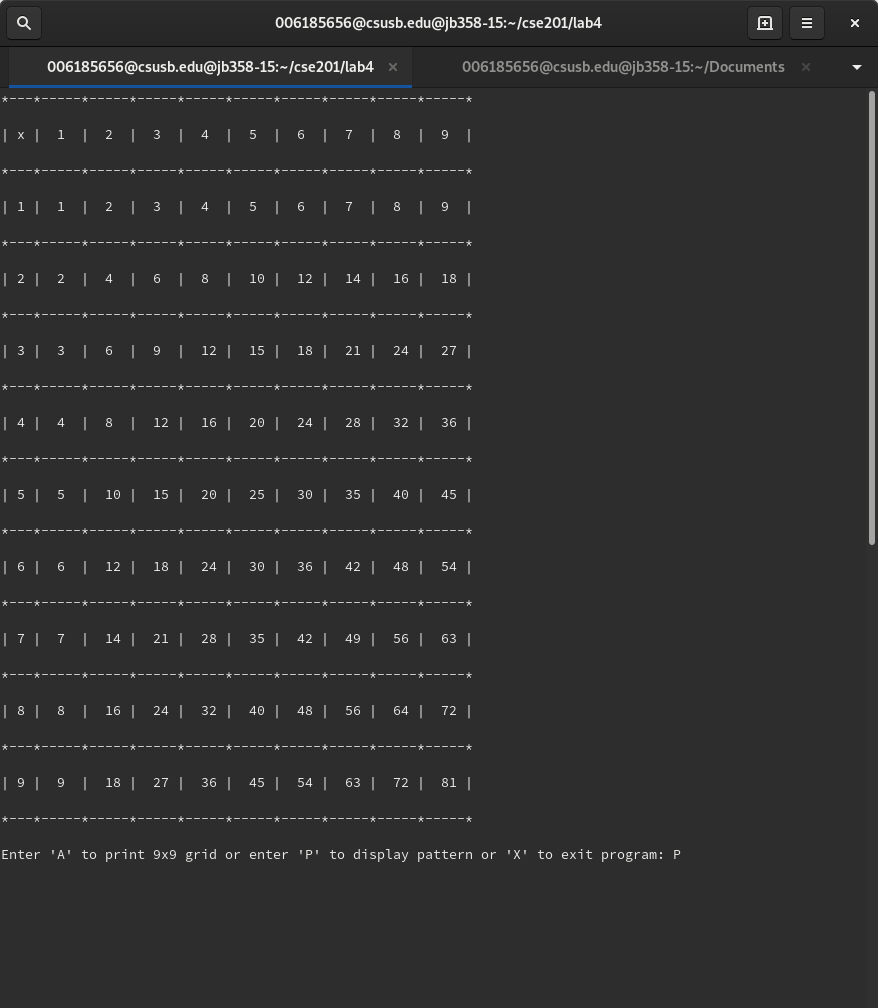 006185656@csusb.edu@jb358-15:~/cse201/lab4
006185656@csusb.edu@jb358-15:~/cse201/lab4 × 006185656@csusb.edu@jb358-15:~/Documents ×
*---*-----*-----*-----*-----*-----*-----*-----*-----*-----*
| x |  1  |  2  |  3  |  4  |  5  |  6  |  7  |  8  |  9  |
*---*-----*-----*-----*-----*-----*-----*-----*-----*-----*
| 1 |  1  |  2  |  3  |  4  |  5  |  6  |  7  |  8  |  9  |
*---*-----*-----*-----*-----*-----*-----*-----*-----*-----*
| 2 |  2  |  4  |  6  |  8  |  10 |  12 |  14 |  16 |  18 |
*---*-----*-----*-----*-----*-----*-----*-----*-----*-----*
| 3 |  3  |  6  |  9  |  12 |  15 |  18 |  21 |  24 |  27 |
*---*-----*-----*-----*-----*-----*-----*-----*-----*-----*
| 4 |  4  |  8  |  12 |  16 |  20 |  24 |  28 |  32 |  36 |
*---*-----*-----*-----*-----*-----*-----*-----*-----*-----*
| 5 |  5  |  10 |  15 |  20 |  25 |  30 |  35 |  40 |  45 |
*---*-----*-----*-----*-----*-----*-----*-----*-----*-----*
| 6 |  6  |  12 |  18 |  24 |  30 |  36 |  42 |  48 |  54 |
*---*-----*-----*-----*-----*-----*-----*-----*-----*-----*
| 7 |  7  |  14 |  21 |  28 |  35 |  42 |  49 |  56 |  63 |
*---*-----*-----*-----*-----*-----*-----*-----*-----*-----*
| 8 |  8  |  16 |  24 |  32 |  40 |  48 |  56 |  64 |  72 |
*---*-----*-----*-----*-----*-----*-----*-----*-----*-----*
| 9 |  9  |  18 |  27 |  36 |  45 |  54 |  63 |  72 |  81 |
*---*-----*-----*-----*-----*-----*-----*-----*-----*-----*
Enter 'A' to print 9x9 grid or enter 'P' to display pattern or 'X' to exit program: P